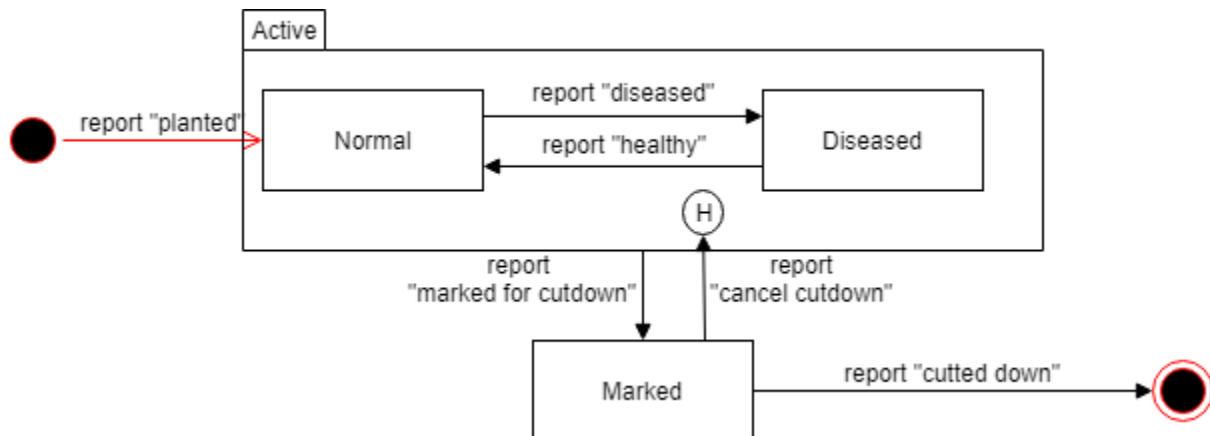 Active
report "planted"
Normal
report "diseased"
report "healthy"
Diseased
H
report
"marked for cutdown"
report
"cancel cutdown"
Marked
report "cutted down"